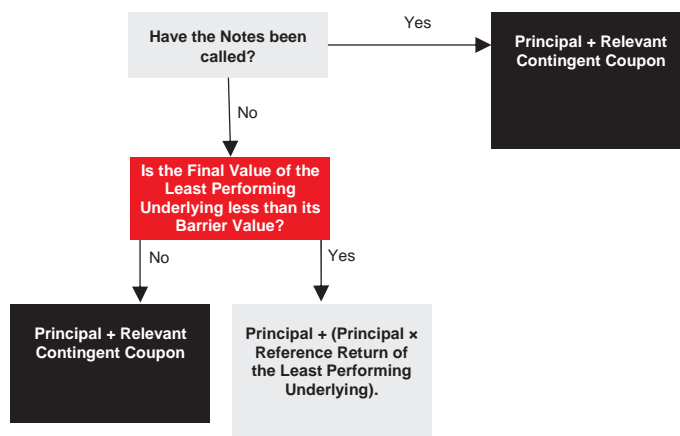 Have the Notes been
called?
Yes
Principal + Relevant
Contingent Coupon
No
Is the Final Value of the
Least Performing
Underlying less than its
Barrier Value?
No
Yes
Principal + Relevant
Contingent Coupon
Principal + (Principal ×
Reference Return of
the Least Performing
Underlying).